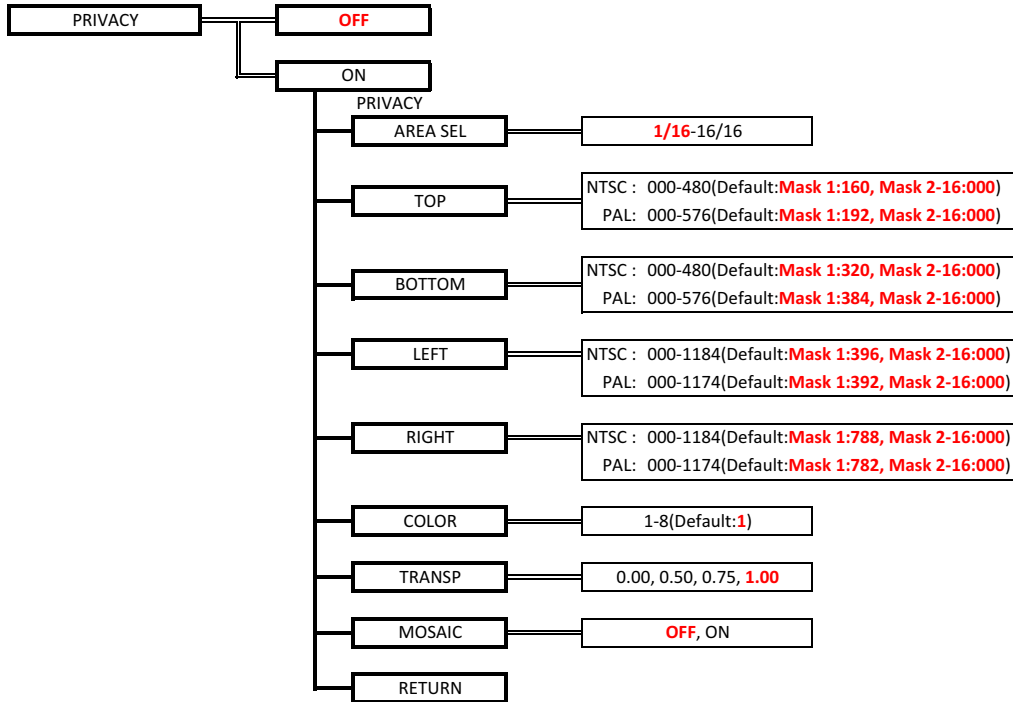 PRIVACY OFF
ON
PRIVACY
AREA SEL 1/16-16/16
TOP NTSC : 000-480(Default:Mask 1:160, Mask 2-16:000)
PAL: 000-576(Default:Mask 1:192, Mask 2-16:000)
BOTTOM NTSC : 000-480(Default:Mask 1:320, Mask 2-16:000)
PAL: 000-576(Default:Mask 1:384, Mask 2-16:000)
LEFT NTSC : 000-1184(Default:Mask 1:396, Mask 2-16:000)
PAL: 000-1174(Default:Mask 1:392, Mask 2-16:000)
RIGHT NTSC : 000-1184(Default:Mask 1:788, Mask 2-16:000)
PAL: 000-1174(Default:Mask 1:782, Mask 2-16:000)
COLOR 1-8(Default:1)
TRANSP 0.00, 0.50, 0.75, 1.00
MOSAIC OFF, ON
RETURN